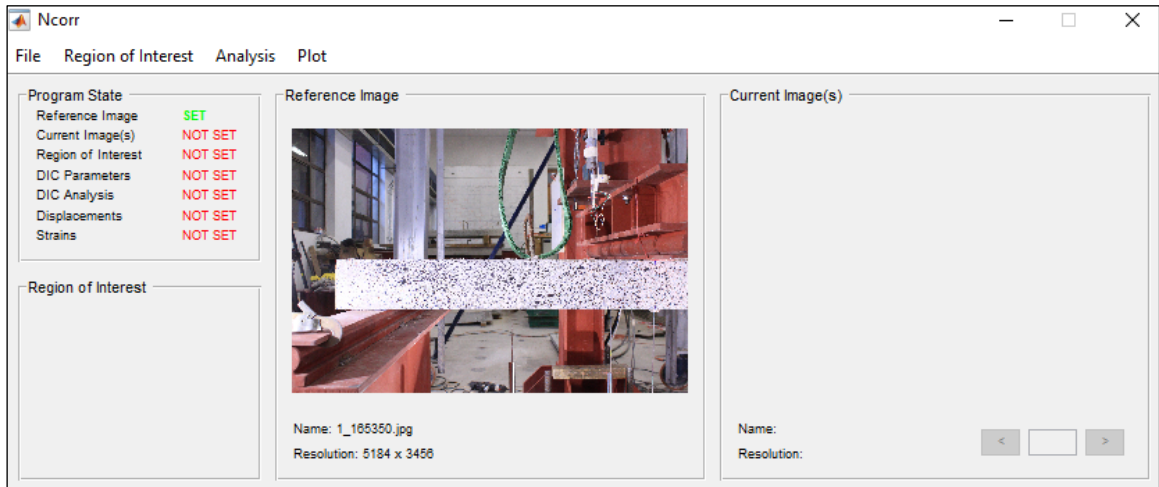 Ncorr
File Region of Interest Analysis Plot
Program State
Reference Image SET
Current Image(s) NOT SET
Region of Interest NOT SET
DIC Parameters NOT SET
DIC Analysis NOT SET
Displacements NOT SET
Strains NOT SET
Region of Interest
Reference Image
Name: 1_165350.jpg
Resolution: 5184 x 3456
Current Image(s)
Name:
Resolution:
< >